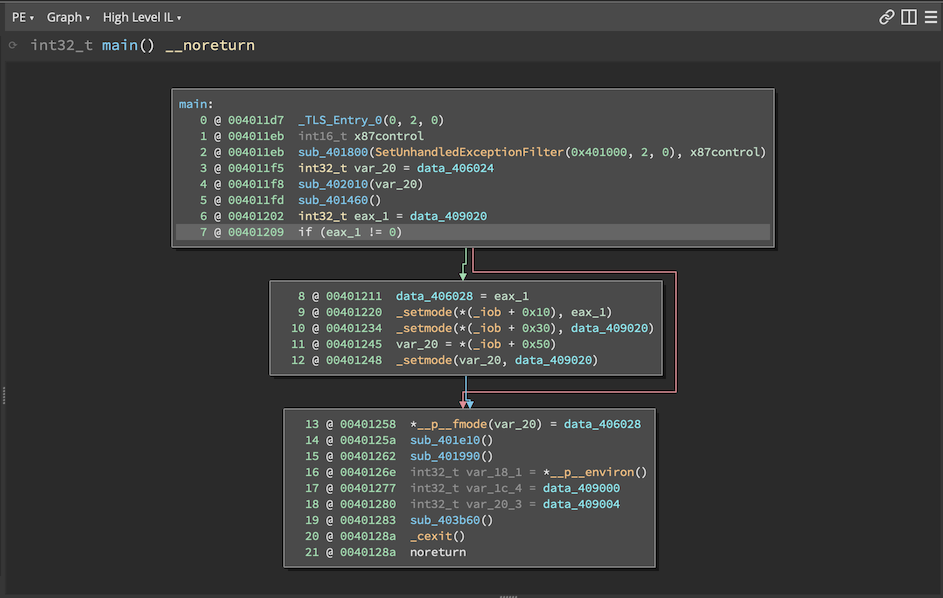 PE ▾ Graph ▾ High Level IL ▾
int32_t main() __noreturn
main:
0 @ 004011d7 _TLS_Entry_0(0, 2, 0)
1 @ 004011eb int16_t x87control
2 @ 004011eb sub_401800(SetUnhandledExceptionFilter(0x401000, 2, 0), x87control)
3 @ 004011f5 int32_t var_20 = data_406024
4 @ 004011f8 sub_402010(var_20)
5 @ 004011fd sub_401460()
6 @ 00401202 int32_t eax_1 = data_409020
7 @ 00401209 if (eax_1 != 0)
8 @ 00401211 data_406028 = eax_1
9 @ 00401220 _setmode(*(_iob + 0x10), eax_1)
10 @ 00401234 _setmode(*(_iob + 0x30), data_409020)
11 @ 00401245 var_20 = *(_iob + 0x50)
12 @ 00401248 _setmode(var_20, data_409020)
13 @ 00401258 *__p__fmode(var_20) = data_406028
14 @ 0040125a sub_401e10()
15 @ 00401262 sub_401990()
16 @ 0040126e int32_t var_18_1 = *__p__environ()
17 @ 00401277 int32_t var_1c_4 = data_409000
18 @ 00401280 int32_t var_20_3 = data_409004
19 @ 00401283 sub_403b60()
20 @ 0040128a _cexit()
21 @ 0040128a noreturn